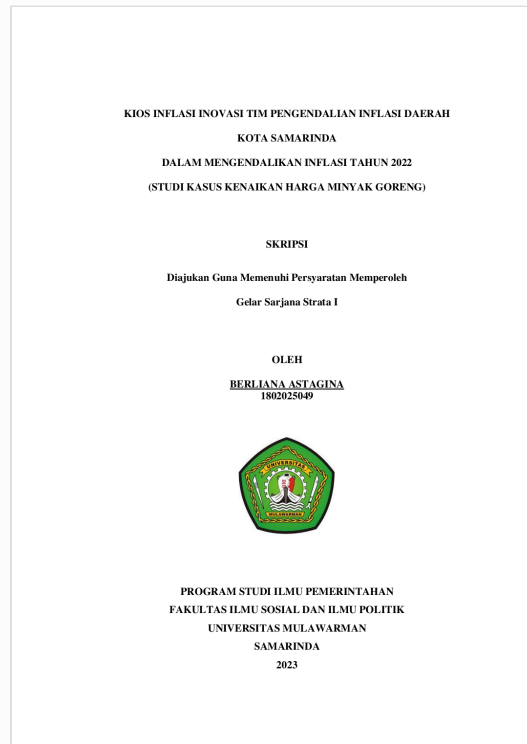 KIOS INFLASI INOVASI TIM PENGENDALIAN INFLASI DAERAH
KOTA SAMARINDA
DALAM MENGENDALIKAN INFLASI TAHUN 2022
(STUDI KASUS KENAIKAN HARGA MINYAK GORENG)
SKRIPSI
Diajukan Guna Memenuhi Persyaratan Memperoleh
Gelar Sarjana Strata I
OLEH
BERLIANA ASTAGINA
1802025049
UNIVERSITAS
MULAWARMAN
PROGRAM STUDI ILMU PEMERINTAHAN
FAKULTAS ILMU SOSIAL DAN ILMU POLITIK
UNIVERSITAS MULAWARMAN
SAMARINDA
2023